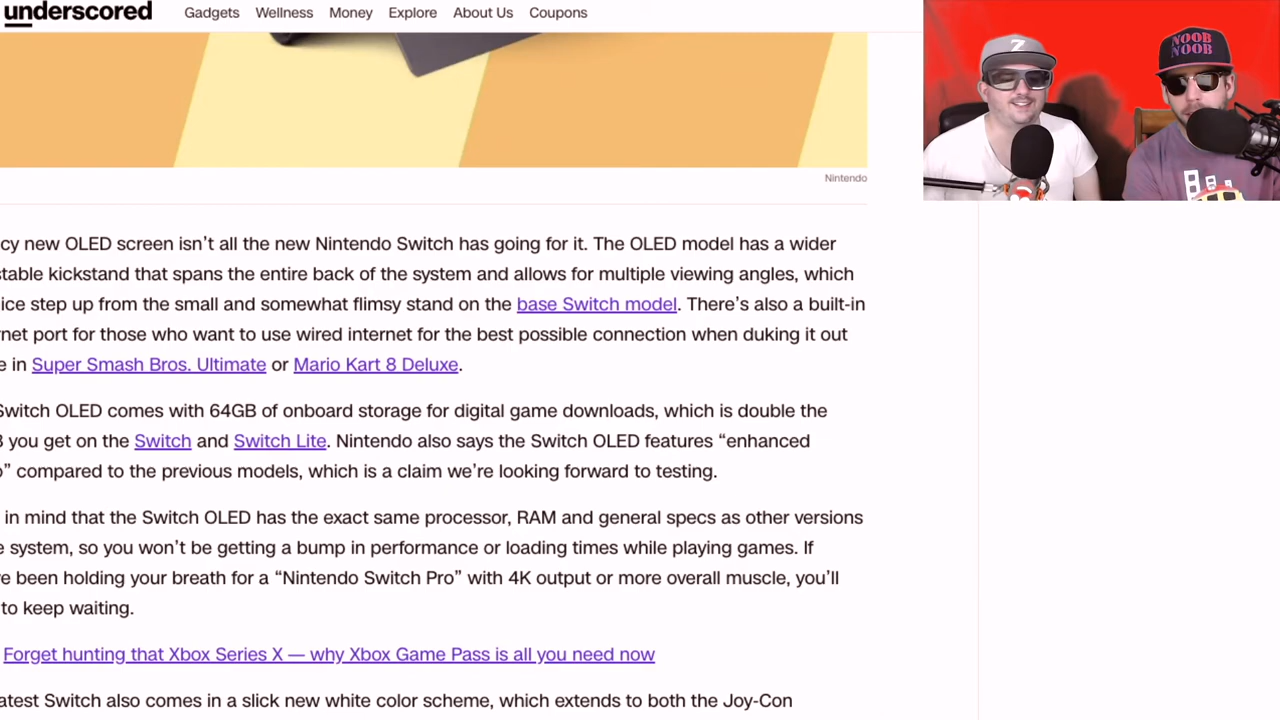 underscored
Gadgets Wellness Money Explore About Us Coupons
Z
NOOB
NOOB
Nintendo
cy new OLED screen isn’t all the new Nintendo Switch has going for it. The OLED model has a wider
stable kickstand that spans the entire back of the system and allows for multiple viewing angles, which
ice step up from the small and somewhat flimsy stand on the base Switch model. There’s also a built-in
rnet port for those who want to use wired internet for the best possible connection when duking it out
e in Super Smash Bros. Ultimate or Mario Kart 8 Deluxe.
Switch OLED comes with 64GB of onboard storage for digital game downloads, which is double the
B you get on the Switch and Switch Lite. Nintendo also says the Switch OLED features “enhanced
o” compared to the previous models, which is a claim we’re looking forward to testing.
in mind that the Switch OLED has the exact same processor, RAM and general specs as other versions
e system, so you won’t be getting a bump in performance or loading times while playing games. If
ve been holding your breath for a “Nintendo Switch Pro” with 4K output or more overall muscle, you’ll
to keep waiting.
Forget hunting that Xbox Series X — why Xbox Game Pass is all you need now
atest Switch also comes in a slick new white color scheme, which extends to both the Joy-Con